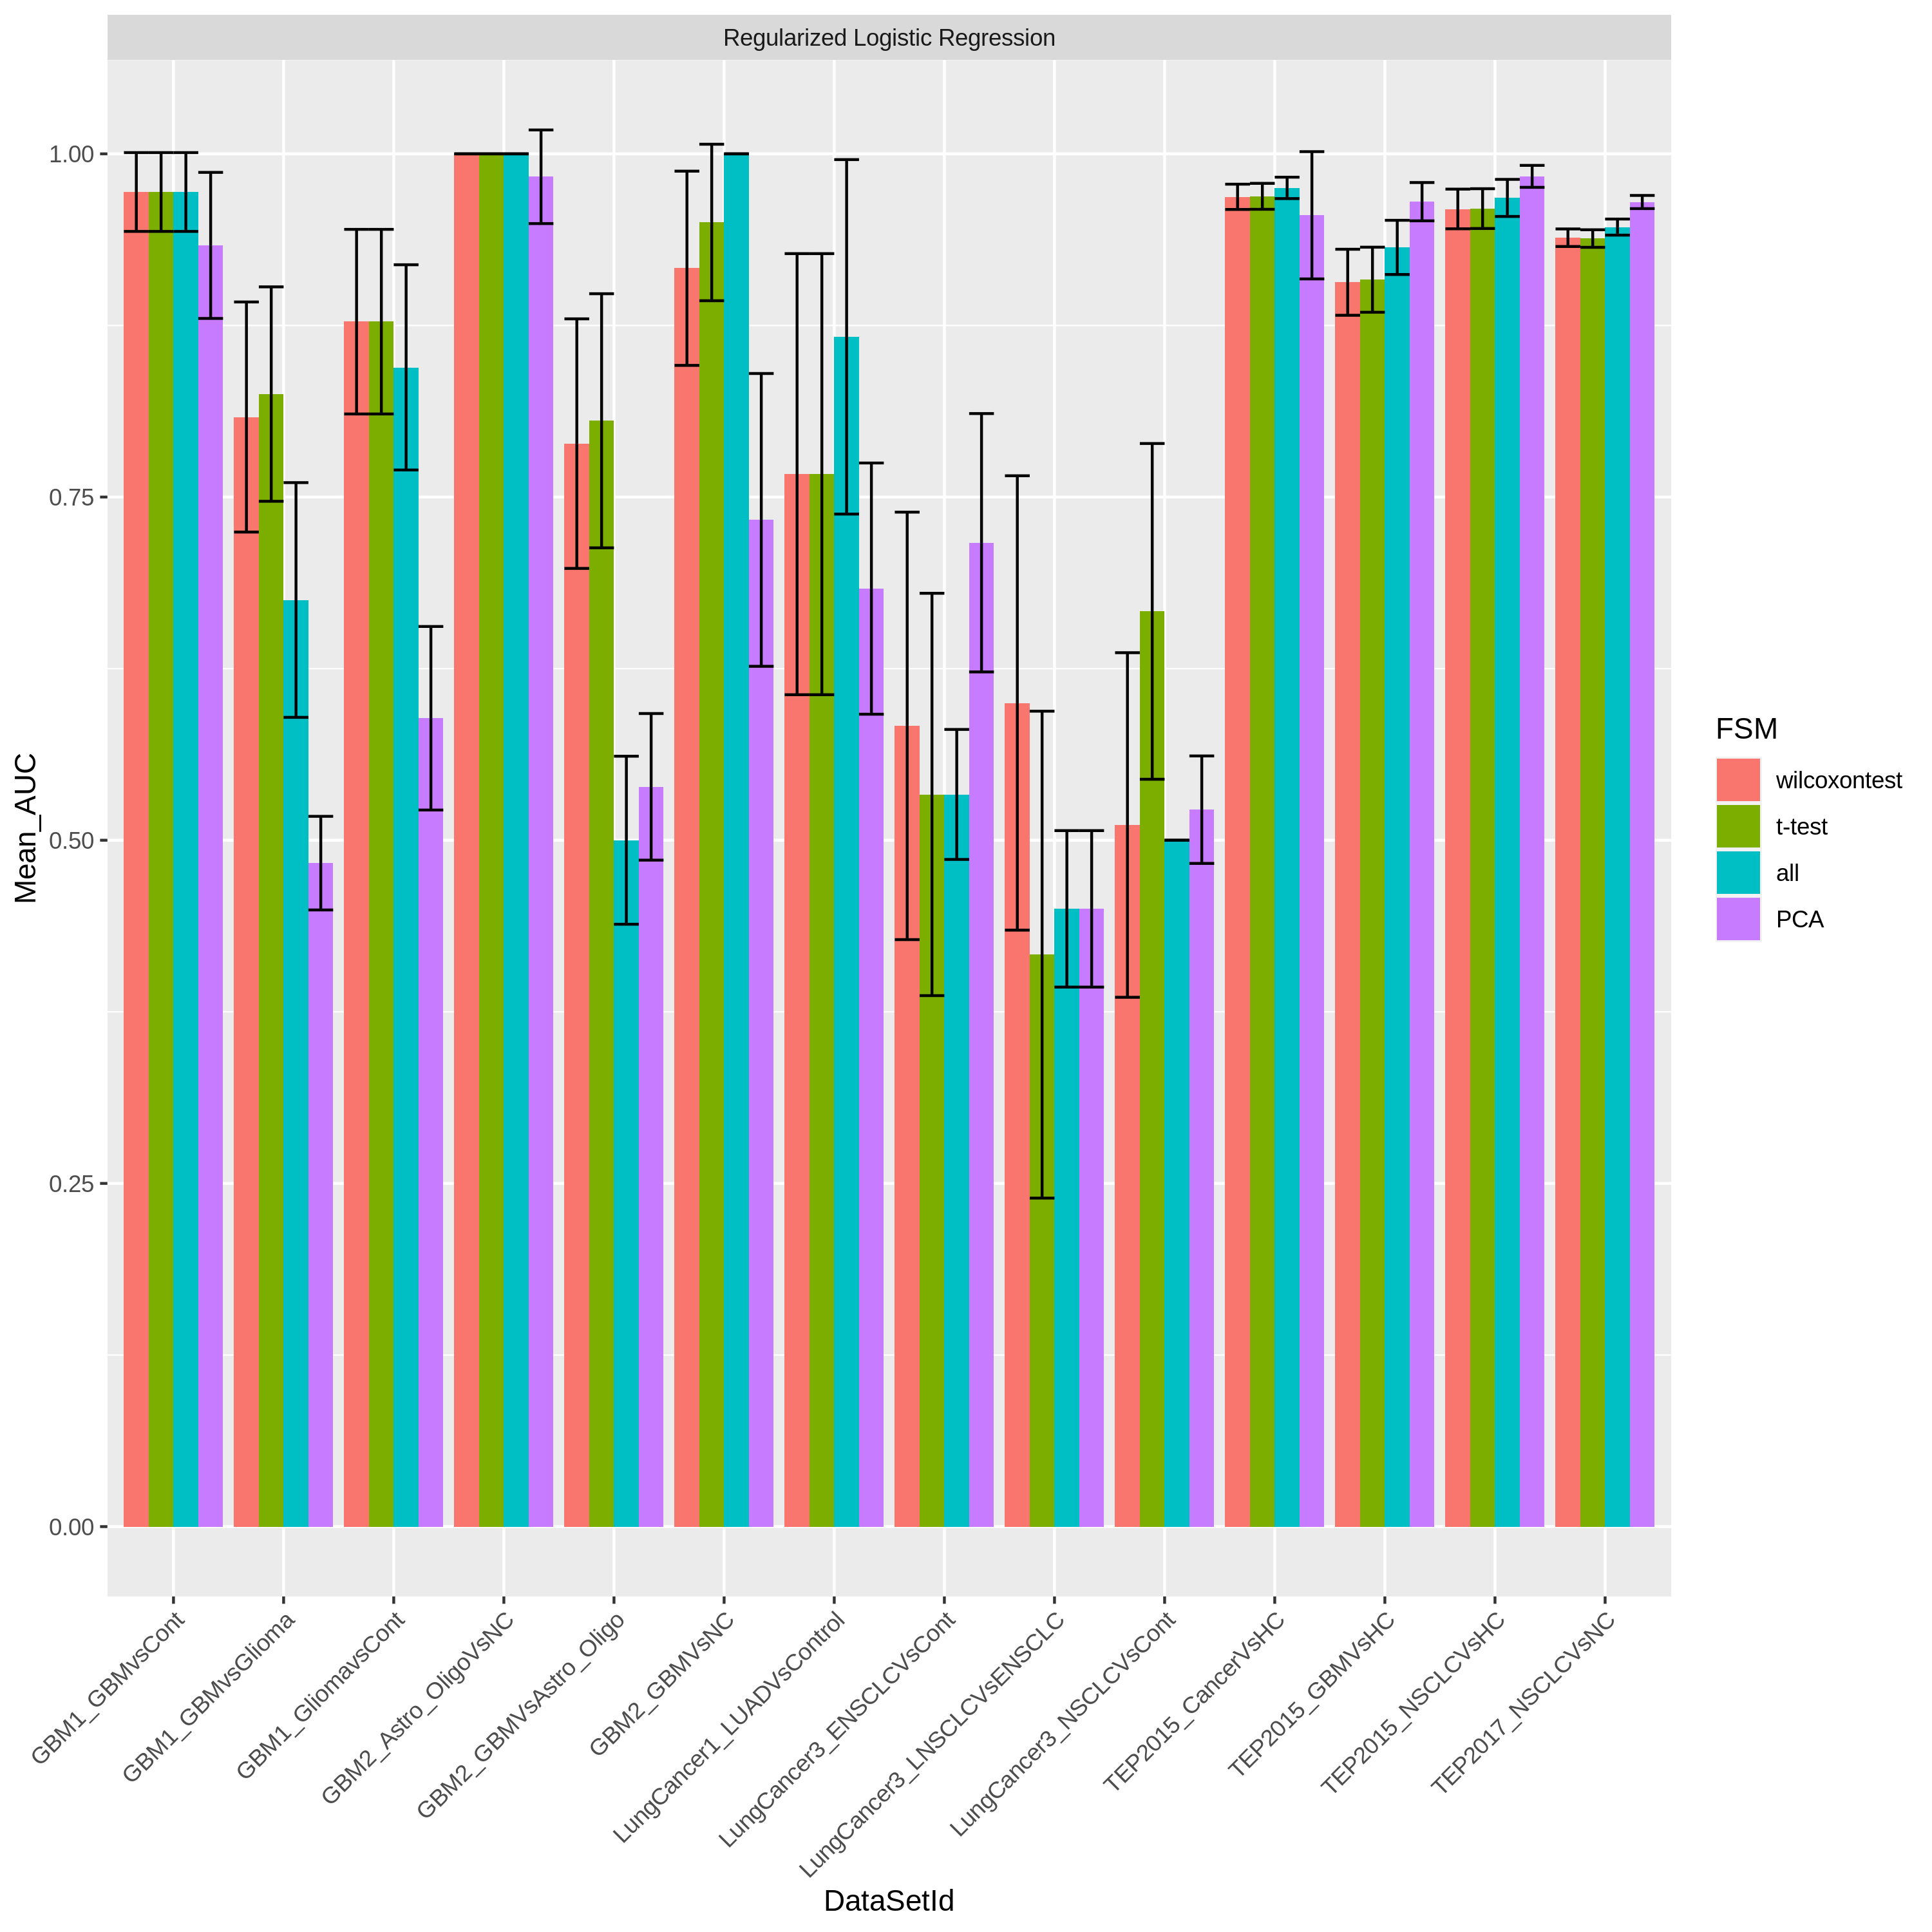 Regularized Logistic Regression
1.00
0.75
0.50
0.25
0.00
Mean_AUC
GBM1_GBMvsCont
GBM1_GBMvsGlioma
GBM1_GliomavsCont
GBM2_Astro_OligoVsNC
GBM2_GBMVsAstro_Oligo
GBM2_GBMVsNC
LungCancer1_LUADVsControl
LungCancer3_ENSCLCVsCont
LungCancer3_LNSCLCVsENSCLC
LungCancer3_NSCLCVsCont
TEP2015_CancerVsHC
TEP2015_GBMVsHC
TEP2015_NSCLCVsHC
TEP2017_NSCLCVsNC
DataSetId
FSM
wilcoxontest
t-test
all
PCA